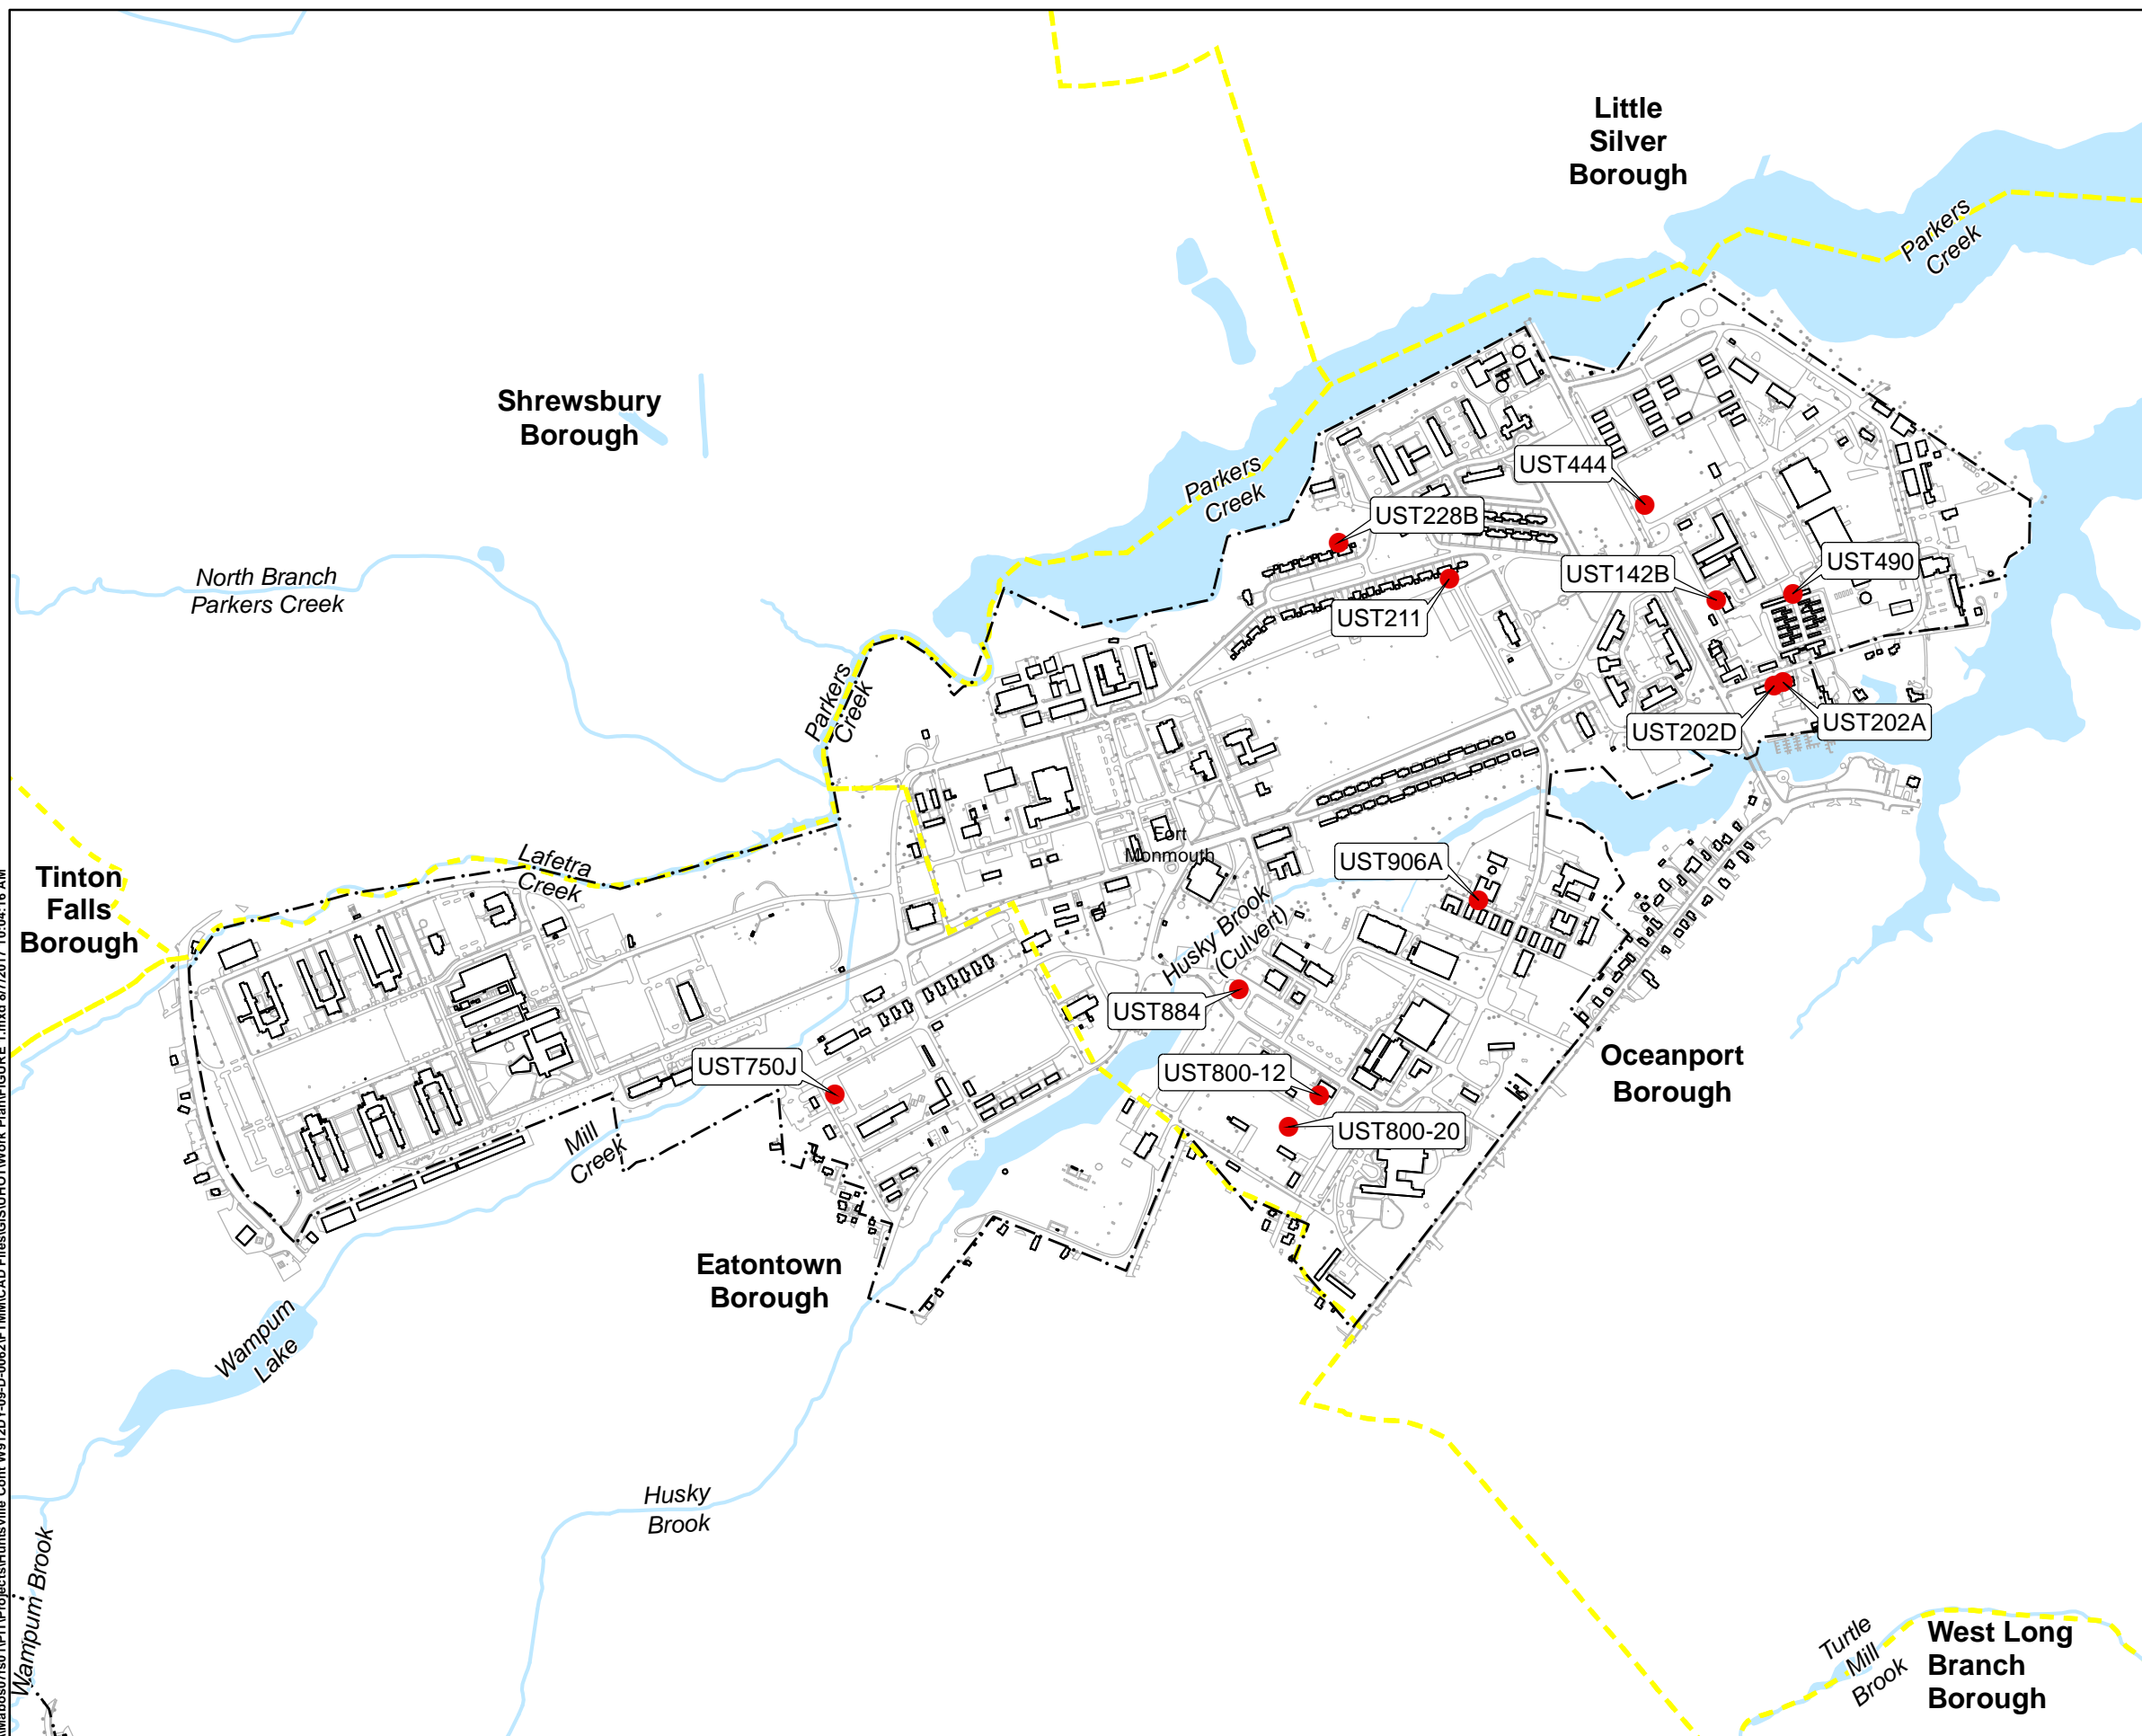 Little
Silver
Borough
Parkers
Creek
Shrewsbury
Borough
Parkers
Creek
UST444
UST228B
UST490
UST142B
UST211
North Branch
Parkers Creek
Parkers
Creek
UST202D
UST202A
Fort
Monmouth
Lafetra
Creek
Tinton
Falls
Borough
UST906A
Husky Brook
(Culvert)
UST884
UST750J
UST800-12
UST800-20
Oceanport
Borough
Mill
Creek
Eatontown
Borough
Wampum
Lake
Husky
Brook
Wampum Brook
Turtle
Mill
Brook
West Long
Branch
Borough